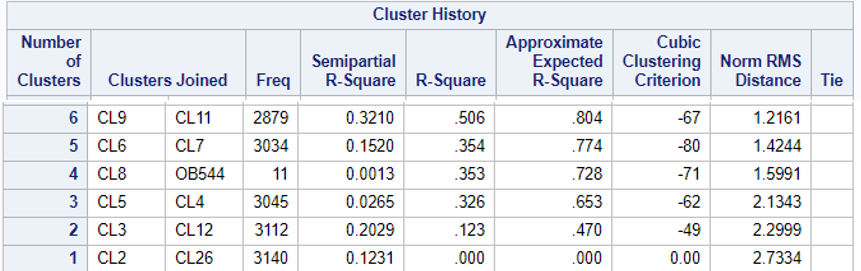 Cluster History
Number of Clusters Clusters Joined Freq Semipartial R-Square R-Square Approximate Expected R-Square Cubic Clustering Criterion Norm RMS Distance Tie
6 CL9 CL11 2879 0.3210 .506 .804 -67 1.2161
5 CL6 CL7 3034 0.1520 .354 .774 -80 1.4244
4 CL8 OB544 11 0.0013 .353 .728 -71 1.5991
3 CL5 CL4 3045 0.0265 .326 .653 -62 2.1343
2 CL3 CL12 3112 0.2029 .123 .470 -49 2.2999
1 CL2 CL26 3140 0.1231 .000 .000 0.00 2.7334